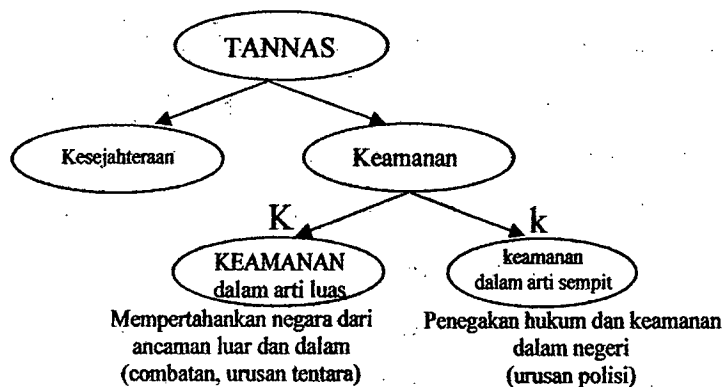 TANNAS
Kesejahteraan
Keamanan
K
k
KEAMANAN
dalam arti luas
keamanan
dalam arti sempit
Mempertahankan negara dari
ancaman luar dan dalam
(combatan, urusan tentara)
Penegakan hukum dan keamanan
dalam negeri
(urusan polisi)